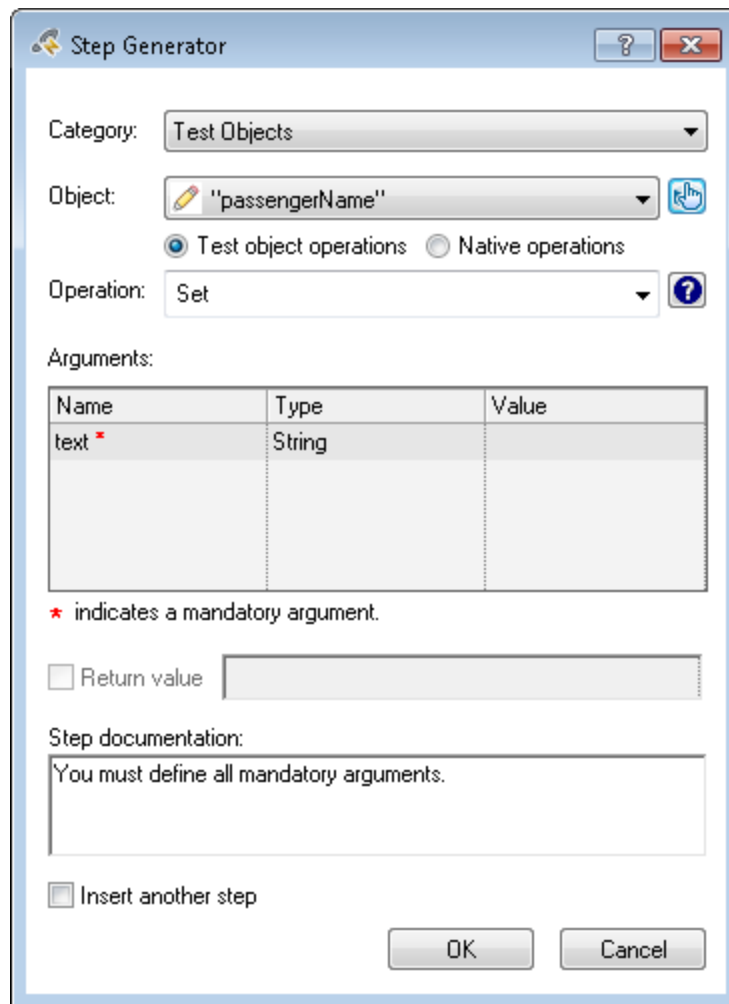 Step Generator
?
Category: Test Objects
Object: "passengerName"
Test object operations Native operations
Operation: Set ?
Arguments:
Name Type Value
text * String
* indicates a mandatory argument.
Return value
Step documentation:
You must define all mandatory arguments.
Insert another step
OK Cancel